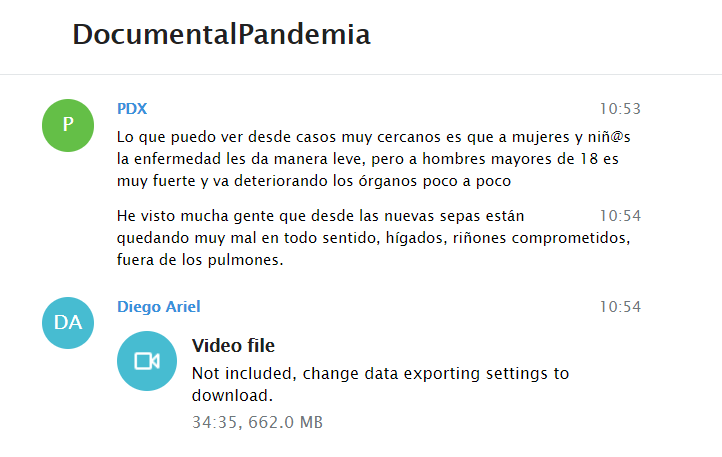 DocumentalPandemia
P
PDX
10:53
Lo que puedo ver desde casos muy cercanos es que a mujeres y niñ@s
la enfermedad les da manera leve, pero a hombres mayores de 18 es
muy fuerte y va deteriorando los órganos poco a poco
He visto mucha gente que desde las nuevas sepas están
10:54
quedando muy mal en todo sentido, hígados, riñones comprometidos,
fuera de los pulmones.
DA
Diego Ariel
10:54
Video file
Not included, change data exporting settings to
download.
34:35, 662.0 MB